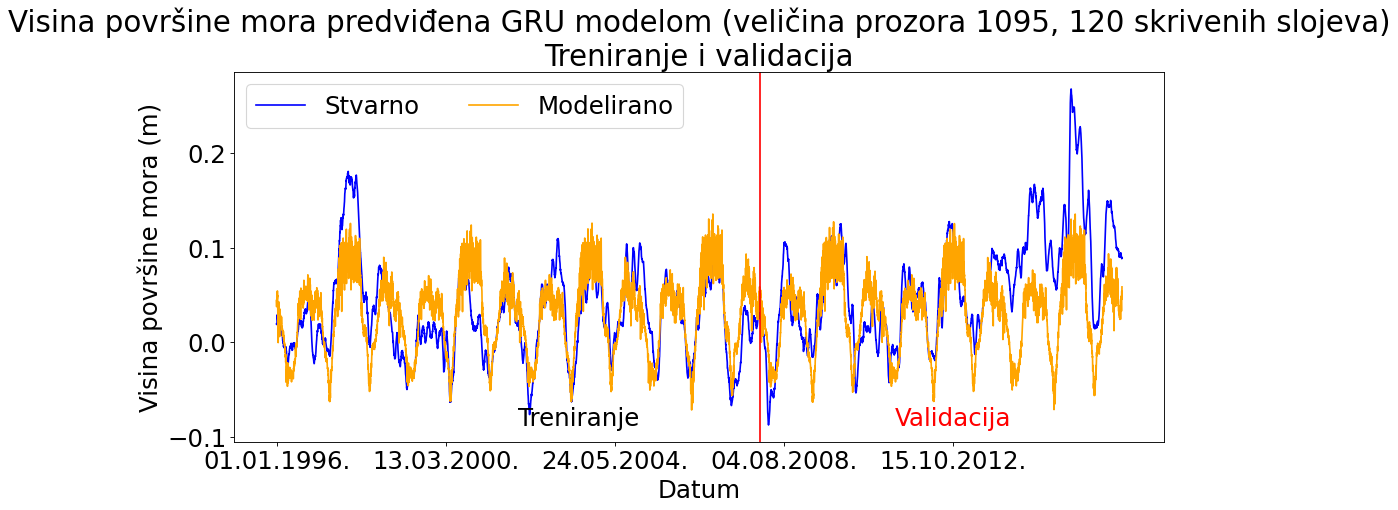 Visina površine mora predviđena GRU modelom (veličina prozora 1095, 120 skrivenih slojeva)
Treniranje i validacija
Stvarno
Modelirano
Visina površine mora (m)
0.2
0.1
0.0
−0.1
Treniranje
Validacija
01.01.1996.
13.03.2000.
24.05.2004.
04.08.2008.
15.10.2012.
Datum